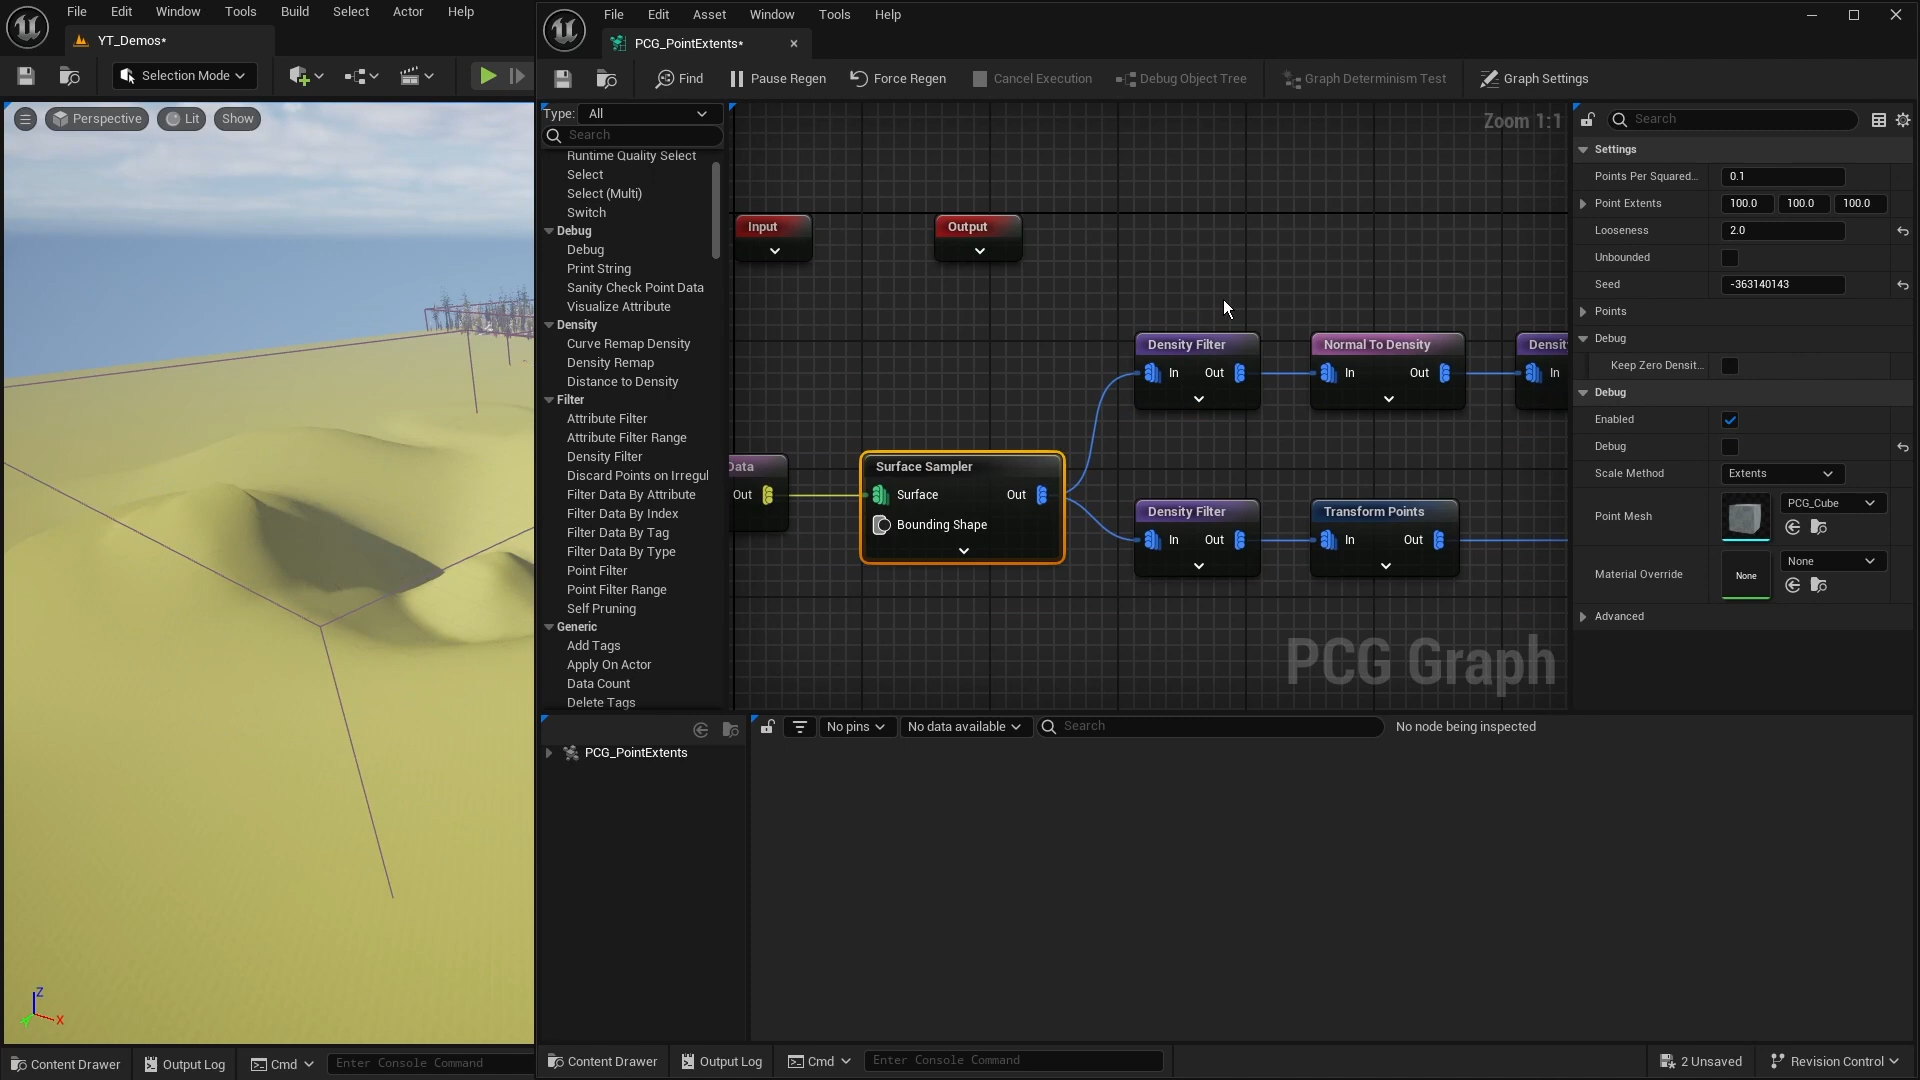 File Edit Window Tools Build Select Actor Help
YT_Demos*
Selection Mode
Perspective Lit Show
Z
X
Y
Content Drawer Output Log Cmd Enter Console Command
File Edit Asset Window Tools Help
PCG_PointExtents*
Find Pause Regen Force Regen Cancel Execution Debug Object Tree Graph Determinism Test Graph Settings
Type: All
Search
Runtime Quality Select
Select
Select (Multi)
Switch
Debug
Debug
Print String
Sanity Check Point Data
Visualize Attribute
Density
Curve Remap Density
Density Remap
Distance to Density
Filter
Attribute Filter
Attribute Filter Range
Density Filter
Discard Points on Irregul
Filter Data By Attribute
Filter Data By Index
Filter Data By Tag
Filter Data By Type
Point Filter
Point Filter Range
Self Pruning
Generic
Add Tags
Apply On Actor
Data Count
Delete Tags
Zoom 1:1
Input
Output
Density Filter
In Out
Normal To Density
In Out
Densit
In
Data
Out
Surface Sampler
Surface Out
Bounding Shape
Density Filter
In Out
Transform Points
In Out
PCG Graph
Search
Settings
Points Per Squared... 0.1
Point Extents 100.0 100.0 100.0
Looseness 2.0
Unbounded
Seed -363140143
Points
Debug
Keep Zero Densit...
Debug
Enabled
Debug
Scale Method Extents
Point Mesh PCG_Cube
Material Override None None
Advanced
PCG_PointExtents
No pins No data available Search No node being inspected
Content Drawer Output Log Cmd Enter Console Command
2 Unsaved Revision Control